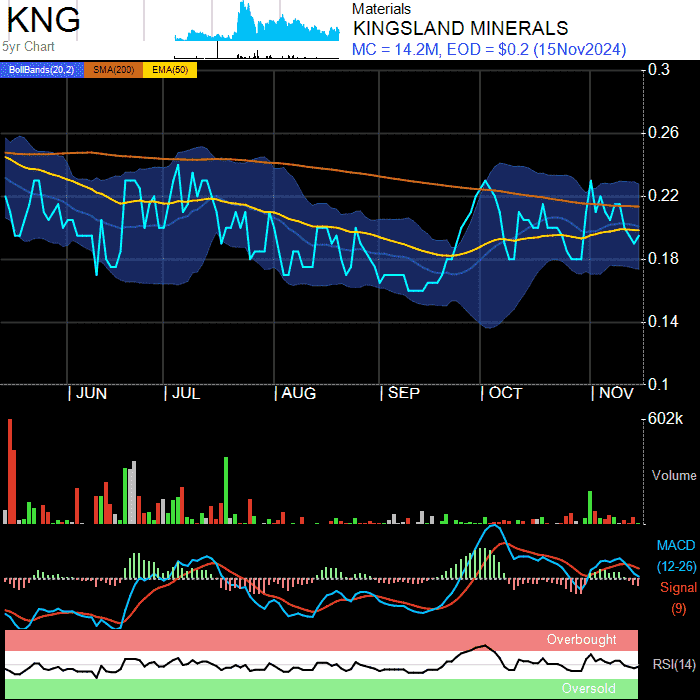 KNG
5yr Chart
Materials
KINGSLAND MINERALS
MC = 14.2M, EOD = $0.2 (15Nov2024)
BollBands(20,2) SMA(200) EMA(50)
0.3
0.26
0.22
0.18
0.14
0.1
JUN JUL AUG SEP OCT NOV
602k
Volume
MACD
(12-26)
Signal
(9)
Overbought
RSI(14)
Oversold